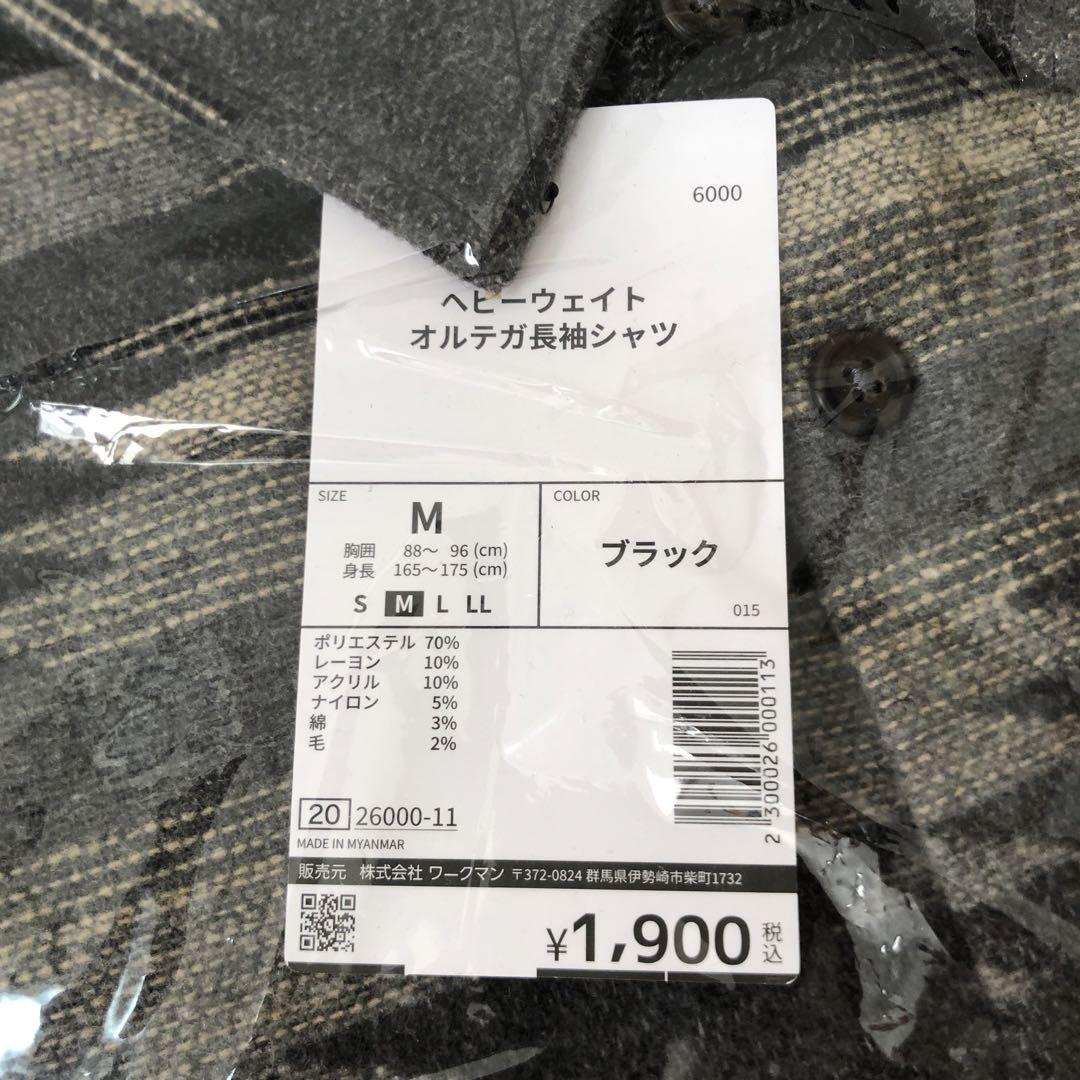 6000
ヘビーウェイト
オルテガ長袖シャツ
SIZE
M
胸囲 88～ 96 (cm)
身長 165～175 (cm)
S M L LL
COLOR
ブラック
015
ポリエステル 70%
レーヨン 10%
アクリル 10%
ナイロン 5%
綿 3%
毛 2%
2 300026 000113
20 26000-11
MADE IN MYANMAR
販売元 株式会社 ワークマン 〒372-0824 群馬県伊勢崎市柴町1732
¥1,900 税込